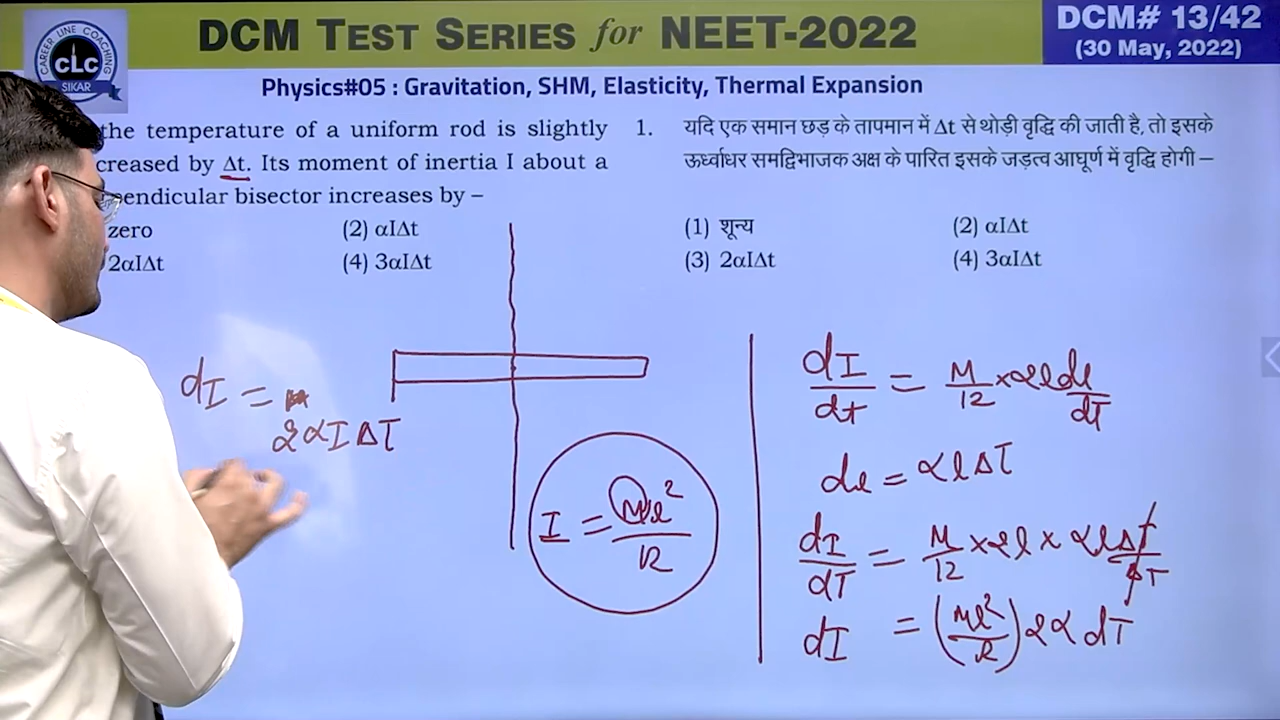 CAREER LINE COACHING
CLC
SIKAR
DCM TEST SERIES for NEET-2022
DCM# 13/42
(30 May, 2022)
Physics#05 : Gravitation, SHM, Elasticity, Thermal Expansion
the temperature of a uniform rod is slightly
creased by Δt. Its moment of inertia I about a
pendicular bisector increases by –
zero
(2) αIΔt
2αIΔt
(4) 3αIΔt
1. यदि एक समान छड़ के तापमान में Δt से थोड़ी वृद्धि की जाती है, तो इसके
ऊर्ध्वाधर समद्विभाजक अक्ष के पारित इसके जड़त्व आघूर्ण में वृद्धि होगी –
(1) शून्य
(2) αIΔt
(3) 2αIΔt
(4) 3αIΔt
dI =
2αIΔT
I = Ml²/12
dI/dt = M/12 × 2l dl/dT
dl = αlΔT
dI/dT = M/12 × 2l × αlΔT/ΔT
dI = (Ml²/12) 2α dT